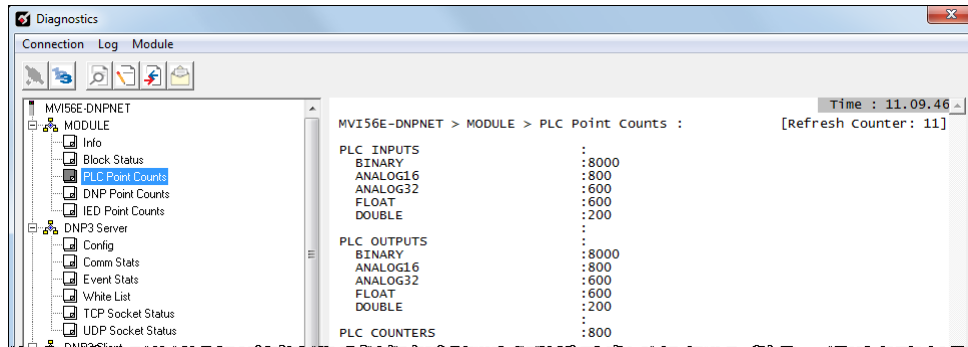 Diagnostics
Connection Log Module
MVI56E-DNPNET
MODULE
Info
Block Status
PLC Point Counts
DNP Point Counts
IED Point Counts
DNP3 Server
Config
Comm Stats
Event Stats
White List
TCP Socket Status
UDP Socket Status
Time : 11.09.46
MVI56E-DNPNET > MODULE > PLC Point Counts : [Refresh Counter: 11]
PLC INPUTS :
BINARY :8000
ANALOG16 :800
ANALOG32 :600
FLOAT :600
DOUBLE :200
:
PLC OUTPUTS :
BINARY :8000
ANALOG16 :800
ANALOG32 :600
FLOAT :600
DOUBLE :200
:
PLC COUNTERS :800